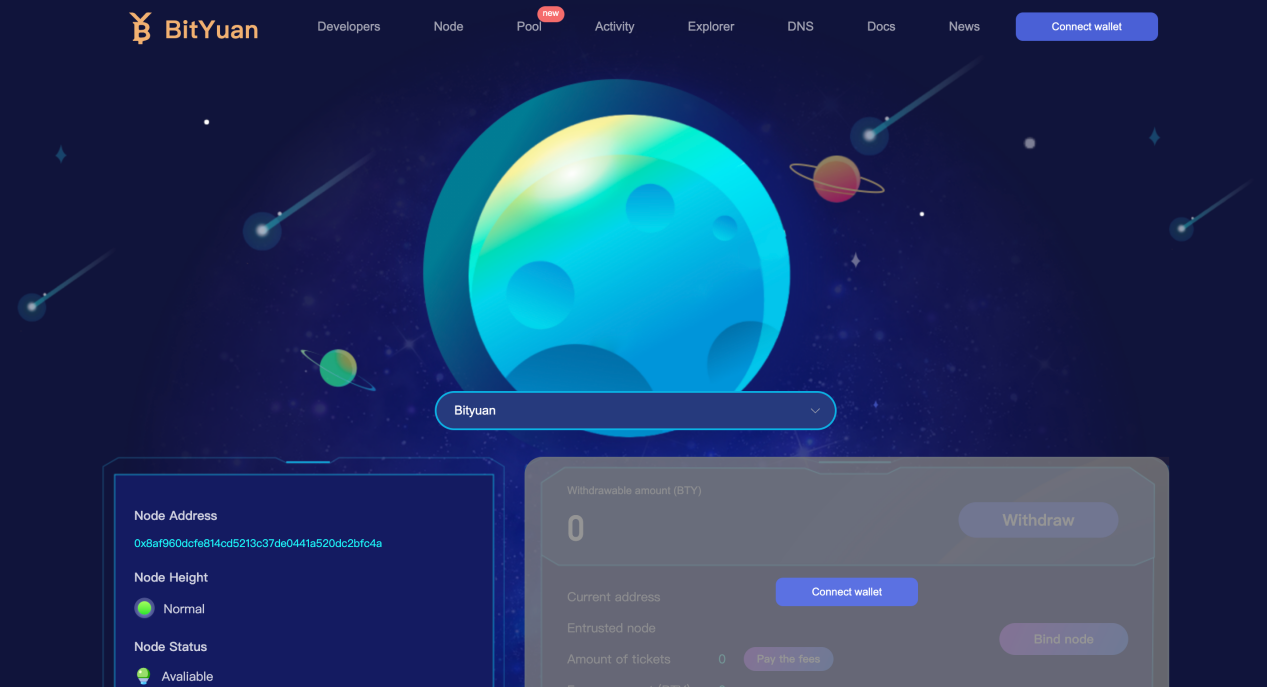 BitYuan
Developers
Node
Pool
new
Activity
Explorer
DNS
Docs
News
Connect wallet
Bityuan
Node Address
0x8af960dcfe814cd5213c37de0441a520dc2bfc4a
Node Height
Normal
Node Status
Avaliable
Withdrawable amount (BTY)
0
Withdraw
Connect wallet
Current address
Entrusted node
Bind node
Amount of tickets
0
Pay the fees